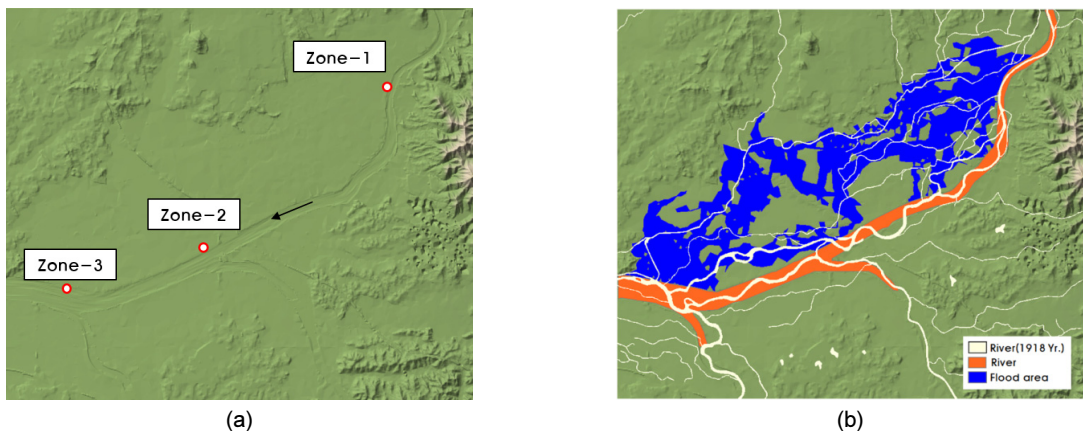 Zone-1
Zone-2
Zone-3
River(1918 Yr.)
River
Flood area
(a)
(b)